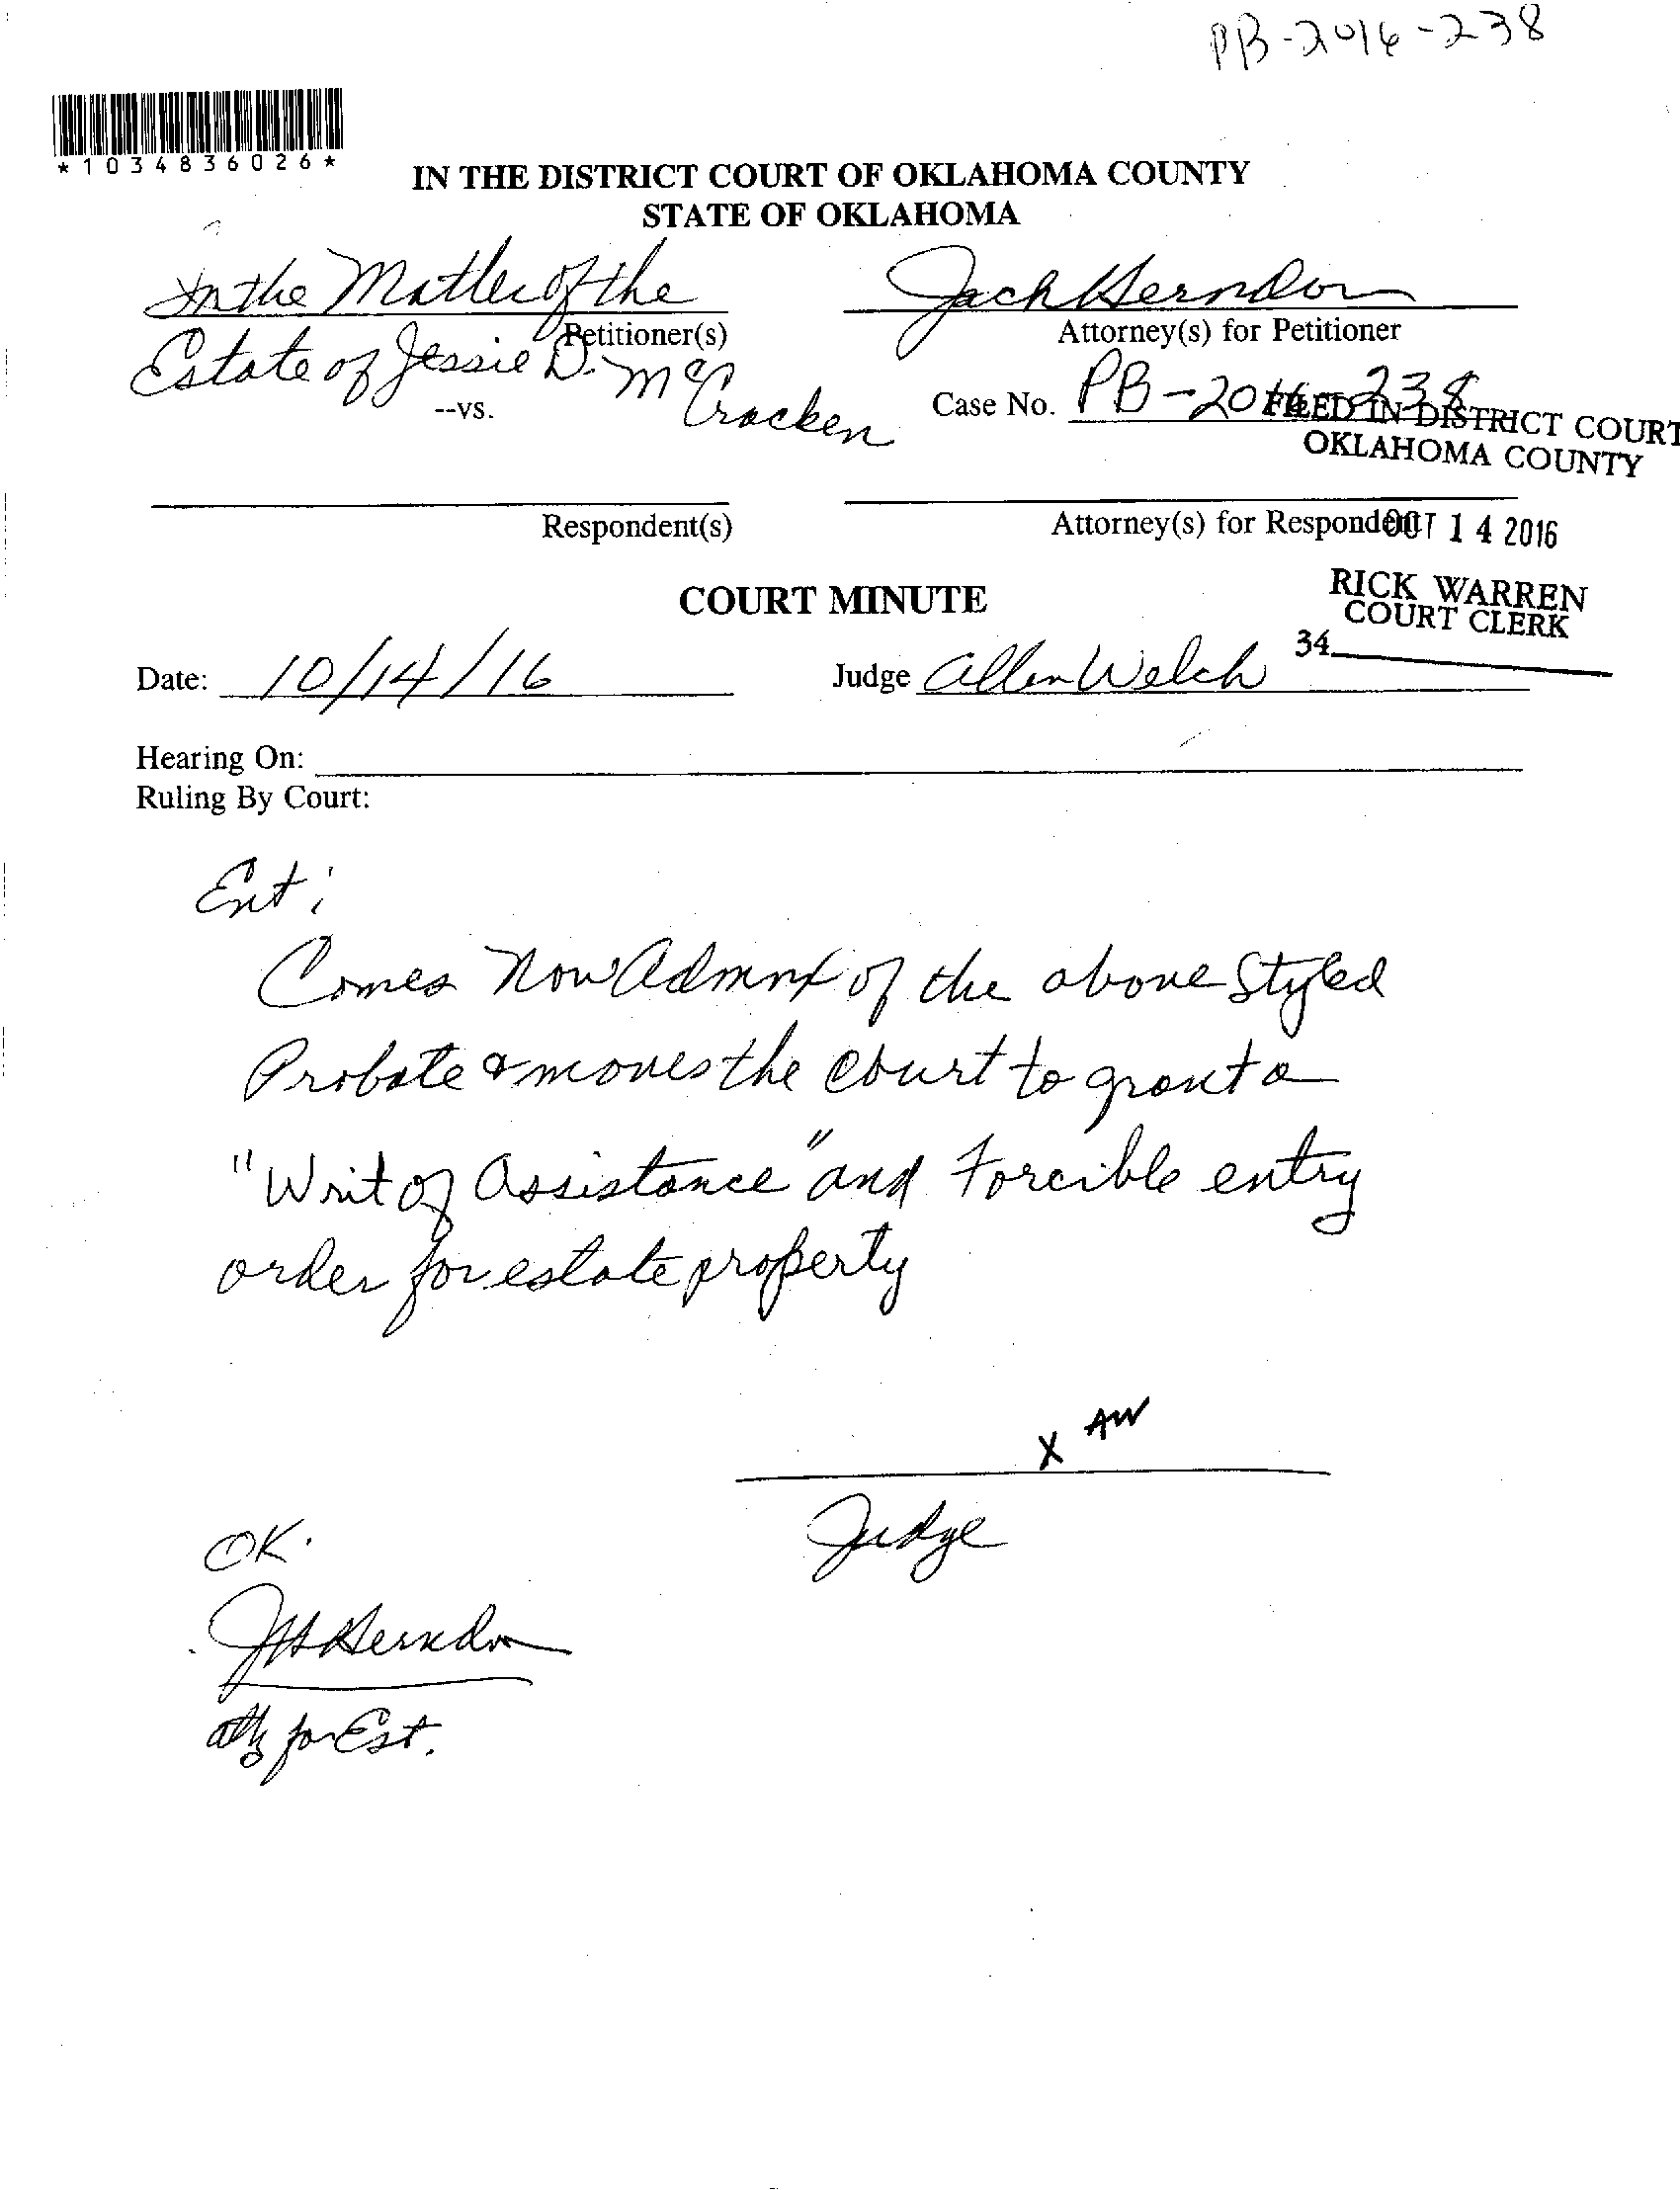 PB-2016-238
*1034836026*
IN THE DISTRICT COURT OF OKLAHOMA COUNTY
STATE OF OKLAHOMA
In the Matter of the
Jack Herndon
Petitioner(s)
Attorney(s) for Petitioner
Estate of Jessie D. McCracken
--vs.
Case No. PB-2016-238
FILED IN DISTRICT COURT
OKLAHOMA COUNTY
Respondent(s)
Attorney(s) for Respondent
OCT 14 2016
COURT MINUTE
RICK WARREN
COURT CLERK
34
Date: 10/14/16
Judge Allen Welch
Hearing On:
Ruling By Court:
Ent:
Comes Now Admnx of the above Styled
Probate & moves the Court to grant a
"Writ of Assistance" and Forcible entry
order for estate property
X AW
Judge
OK.
Herndon
atty for Est.